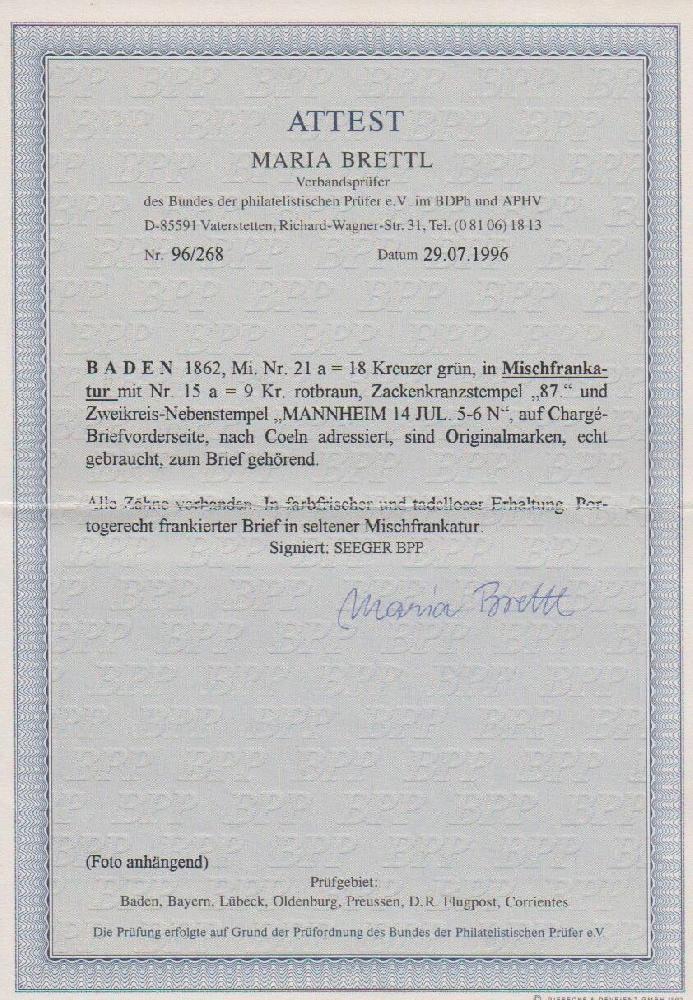 ATTEST
MARIA BRETTL
Verbandsprüfer
des Bundes der philatelistischen Prüfer e.V. im BDPh und APHV
D-85591 Vaterstetten, Richard-Wagner-Str. 31, Tel. (0 81 06) 18 13
Nr. 96/268 Datum 29.07.1996
BADEN 1862, Mi. Nr. 21 a = 18 Kreuzer grün, in Mischfranka-
tur mit Nr. 15 a = 9 Kr. rotbraun, Zackenkranzstempel „87.“ und
Zweikreis-Nebenstempel „MANNHEIM 14 JUL. 5-6 N“, auf Chargé-
Briefvorderseite, nach Coeln adressiert, sind Originalmarken, echt
gebraucht, zum Brief gehörend.
Alle Zähne vorhanden. In farbfrischer und tadelloser Erhaltung. Por-
togerecht frankierter Brief in seltener Mischfrankatur.
Signiert: SEEGER BPP
Maria Brettl
(Foto anhängend)
Prüfgebiet:
Baden, Bayern, Lübeck, Oldenburg, Preussen, D.R. Flugpost, Corrientes
Die Prüfung erfolgte auf Grund der Prüfordnung des Bundes der Philatelistischen Prüfer e.V.